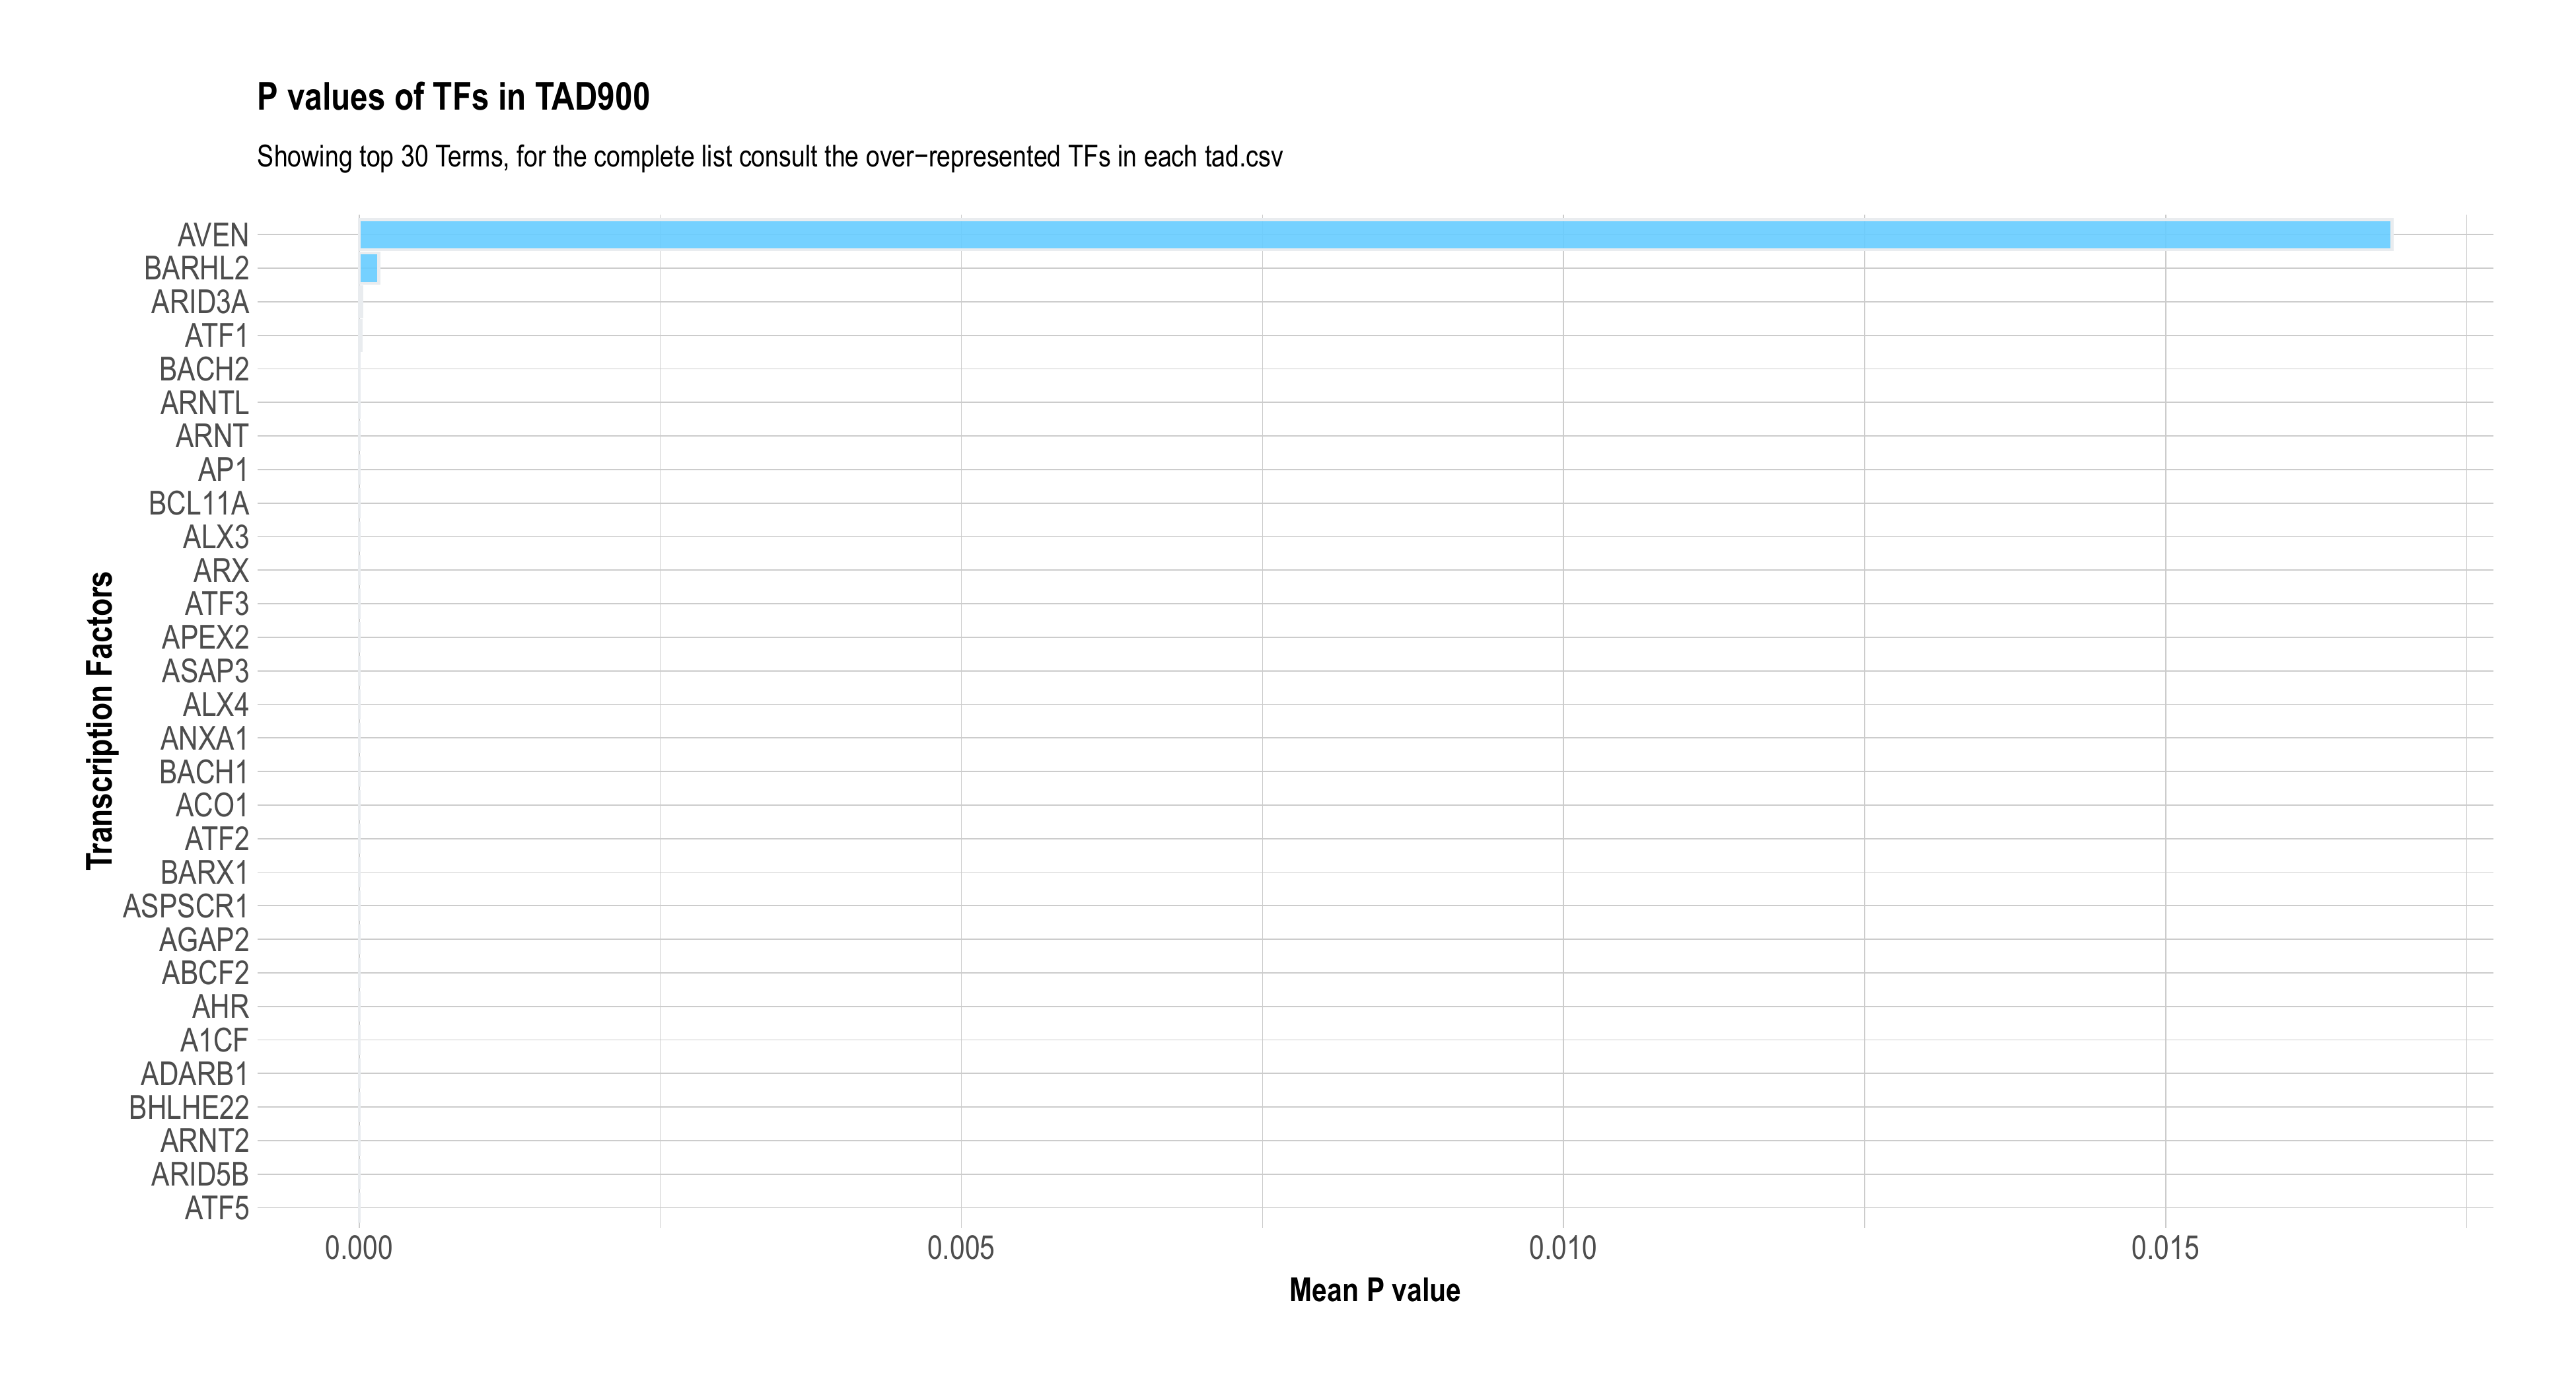 P values of TFs in TAD900
Showing top 30 Terms, for the complete list consult the over−represented TFs in each tad.csv
Transcription Factors
AVEN
BARHL2
ARID3A
ATF1
BACH2
ARNTL
ARNT
AP1
BCL11A
ALX3
ARX
ATF3
APEX2
ASAP3
ALX4
ANXA1
BACH1
ACO1
ATF2
BARX1
ASPSCR1
AGAP2
ABCF2
AHR
A1CF
ADARB1
BHLHE22
ARNT2
ARID5B
ATF5
0.000 0.005 0.010 0.015
Mean P value